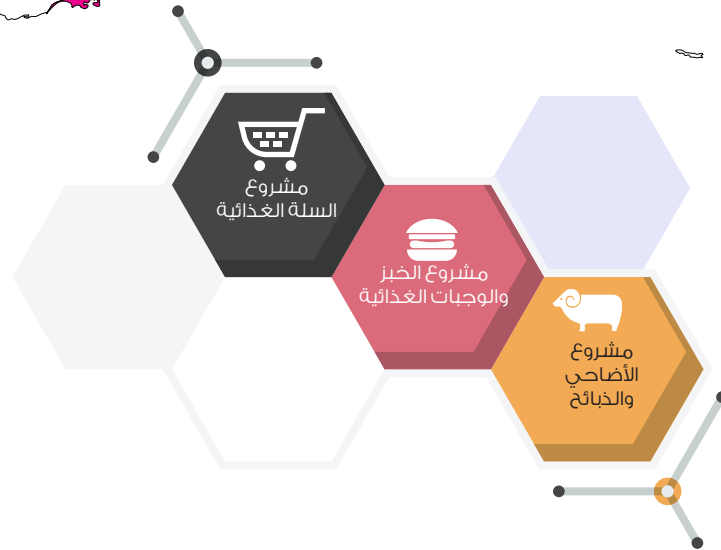 مشروع
السلة الغذائية
مشروع الخبز
والوجبات الغذائية
مشروع
الأضاحي
والذبائح